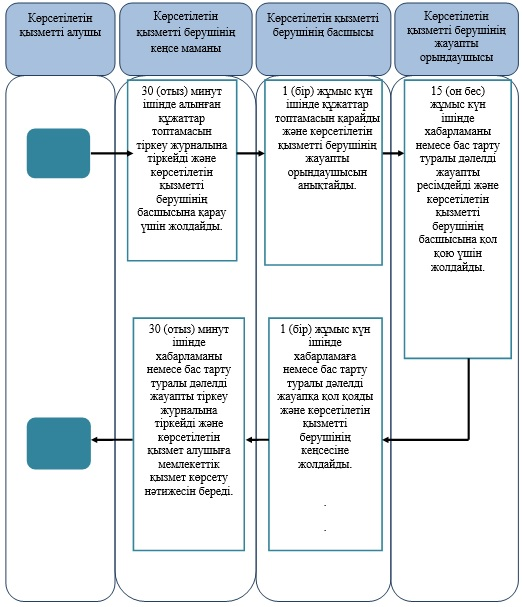 Көрсетілетін
қызметті алушы
Көрсетілетін
қызметті берушінің
кеңсе маманы
Көрсетілетін қызметті
берушінің басшысы
Көрсетілетін
қызметті берушінің
жауапты
орындаушысы
30 (отыз) минут
ішінде алынған
құжаттар
топтамасын
тіркеу журналына
тіркейді және
көрсетілетін
қызметті
берушінің
басшысына қарау
үшін жолдайды.
1 (бір) жұмыс күн
ішінде құжаттар
топтамасын қарайды
және көрсетілетін
қызметті берушінің
жауапты
орындаушысын
анықтайды.
15 (он бес)
жұмыс күн
ішінде
хабарламаны
немесе бас тарту
туралы дәлелді
жауапты
ресімдейді және
көрсетілетін
қызметті
берушінің
басшысына қол
қою үшін
жолдайды.
30 (отыз) минут
ішінде
хабарламаны
немесе бас тарту
туралы дәлелді
жауапты тіркеу
журналына
тіркейді және
көрсетілетін
қызмет алушыға
мемлекеттік
қызмет көрсету
нәтижесін береді.
1 (бір) жұмыс күн
ішінде
хабарламаға
немесе бас тарту
туралы дәлелді
жауапқа қол қояды
және көрсетілетін
қызметті
берушінің
кеңсесіне
жолдайды.
.
.